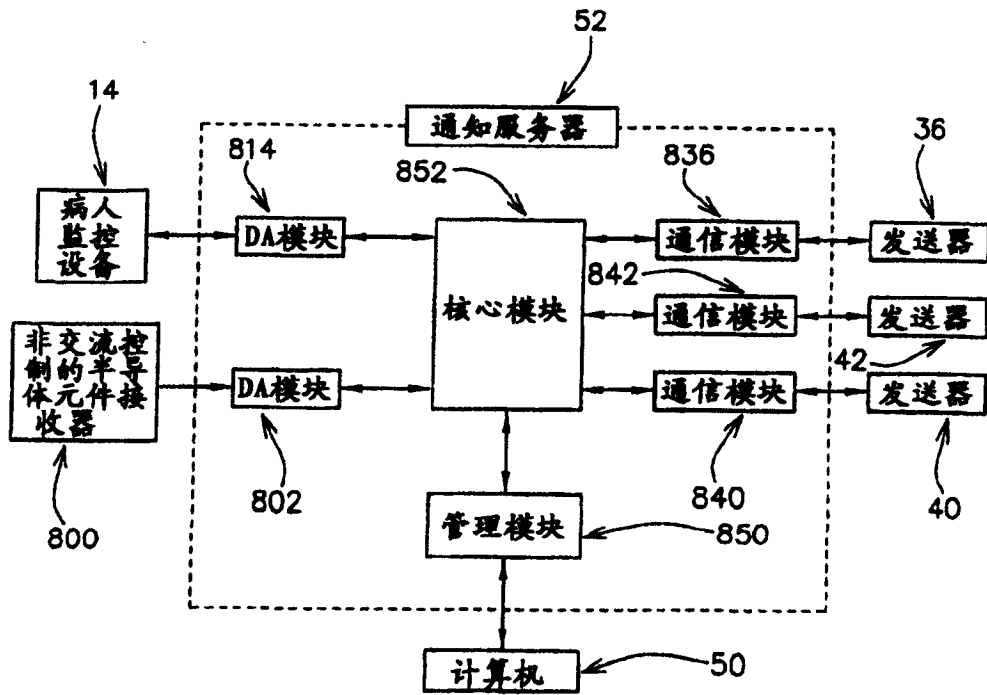 52
通知服务器
14
814
852
836
36
病人
监控
设备
DA模块
核心模块
通信模块
发送器
842
通信模块
发送器
42
非交流控
制的半导
体元件接
收器
DA模块
通信模块
发送器
800
802
840
40
管理模块
850
计算机
50